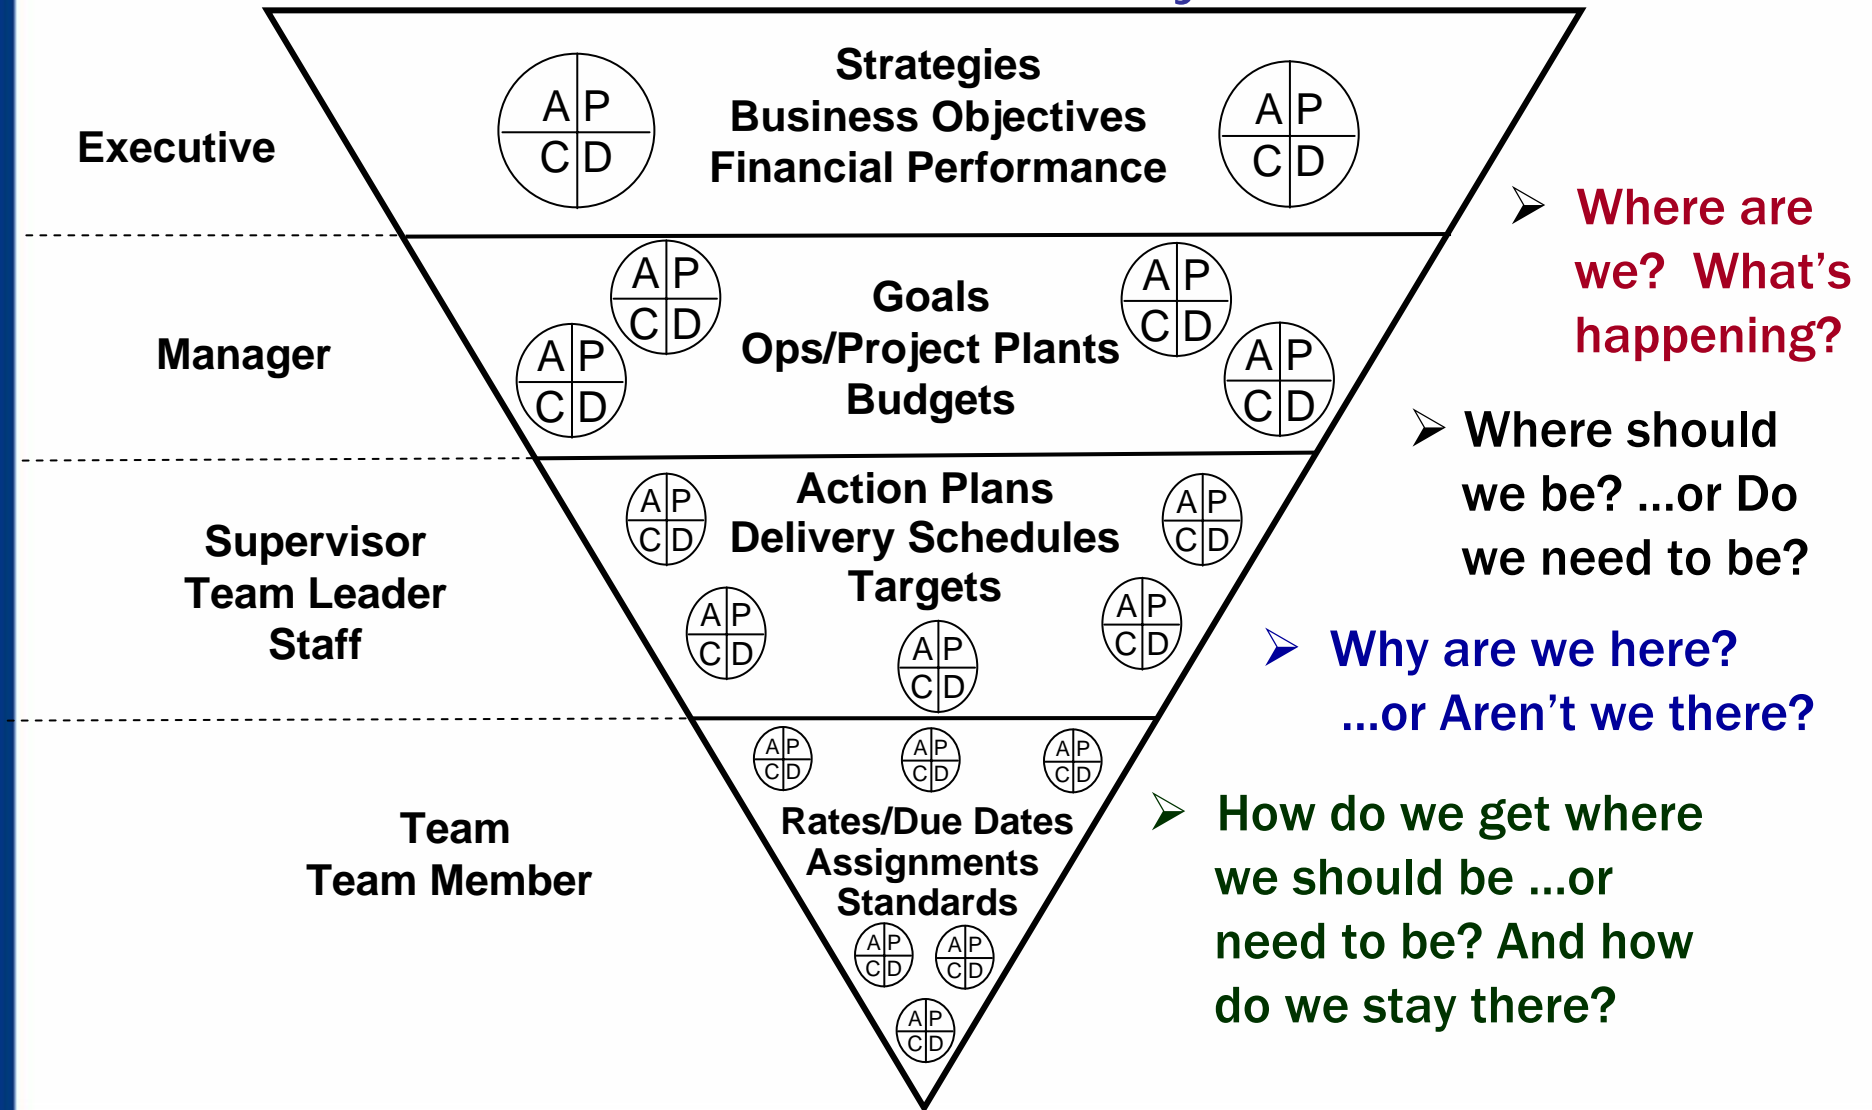 Executive
A P
C D
Strategies
Business Objectives
Financial Performance
A P
C D
Manager
A P
C D
A P
C D
Goals
Ops/Project Plants
Budgets
A P
C D
A P
C D
Supervisor
Team Leader
Staff
A P
C D
A P
C D
Action Plans
Delivery Schedules
Targets
A P
C D
A P
C D
A P
C D
Team
Team Member
A P
C D
A P
C D
A P
C D
Rates/Due Dates
Assignments
Standards
A P
C D
A P
C D
A P
C D
➢ Where are
we? What's
happening?
➢ Where should
we be? ...or Do
we need to be?
➢ Why are we here?
...or Aren't we there?
➢ How do we get where
we should be ...or
need to be? And how
do we stay there?